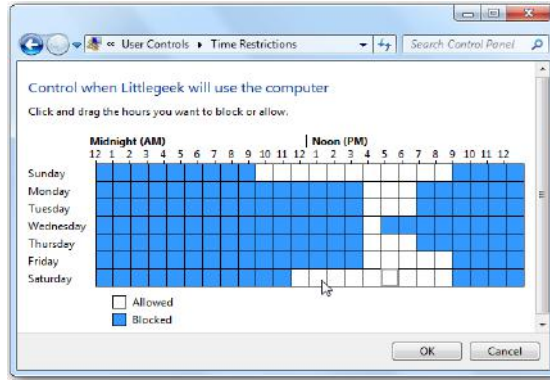 « User Controls ▸ Time Restrictions
Search Control Panel
Control when Littlegeek will use the computer
Click and drag the hours you want to block or allow.
Midnight (AM) Noon (PM)
12 1 2 3 4 5 6 7 8 9 10 11 12 1 2 3 4 5 6 7 8 9 10 11 12
Sunday
Monday
Tuesday
Wednesday
Thursday
Friday
Saturday
Allowed
Blocked
OK Cancel